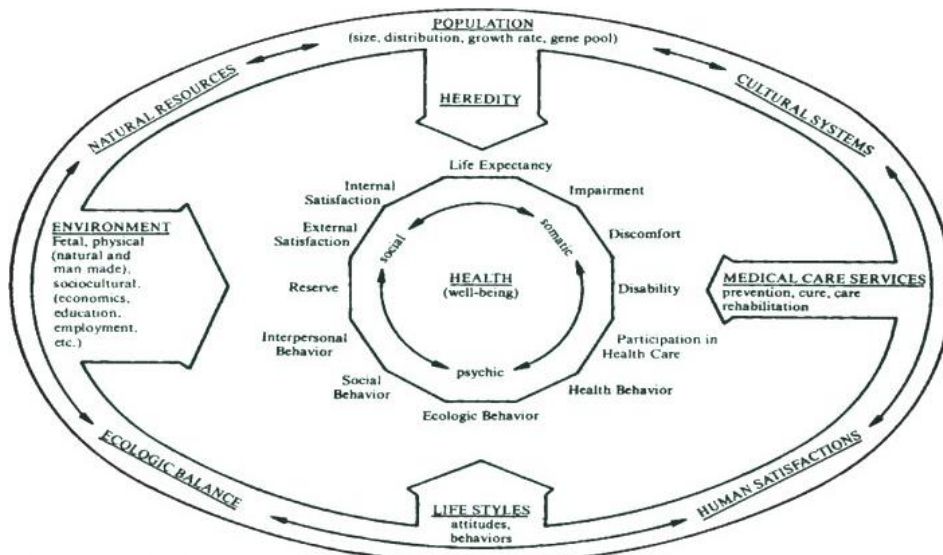 POPULATION
(size, distribution, growth rate, gene pool)
NATURAL RESOURCES
CULTURAL SYSTEMS
HEREDITY
Life Expectancy
Internal
Satisfaction
Impairment
External
Satisfaction
Discomfort
social
somatic
ENVIRONMENT
Fetal, physical
(natural and
man made),
sociocultural.
(economics,
education,
employment,
etc.)
HEALTH
(well-being)
Reserve
Disability
MEDICAL CARE SERVICES
prevention, cure, care
rehabilitation
Interpersonal
Behavior
Participation in
Health Care
psychic
Social
Behavior
Health Behavior
Ecologic Behavior
ECOLOGIC BALANCE
HUMAN SATISFACTIONS
LIFE STYLES
attitudes,
behaviors